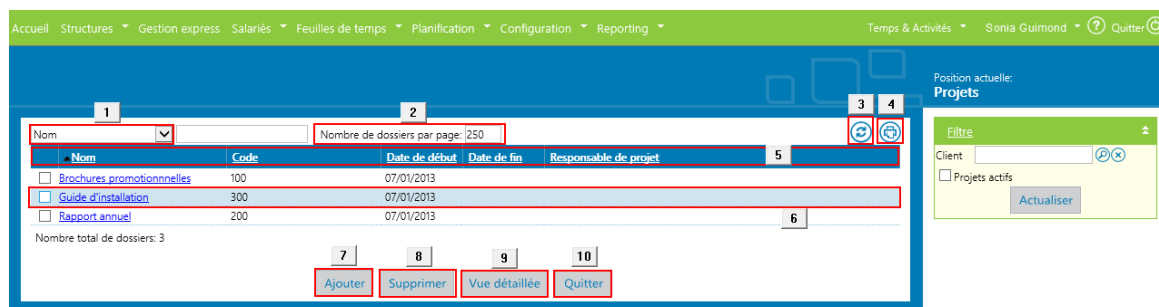 Accueil Structures Gestion express Salariés Feuilles de temps Planification Configuration Reporting Temps & Activités Sonia Guimond ? Quitter
Position actuelle:
Projets
1 2 3 4
Nom Nombre de dossiers par page: 250
Filtre
Nom Code Date de début Date de fin Responsable de projet 5
Client
Brochures promotionnnelles 100 07/01/2013
Projets actifs
Guide d'installation 300 07/01/2013
Actualiser
Rapport annuel 200 07/01/2013 6
Nombre total de dossiers: 3
7 8 9 10
Ajouter Supprimer Vue détaillée Quitter